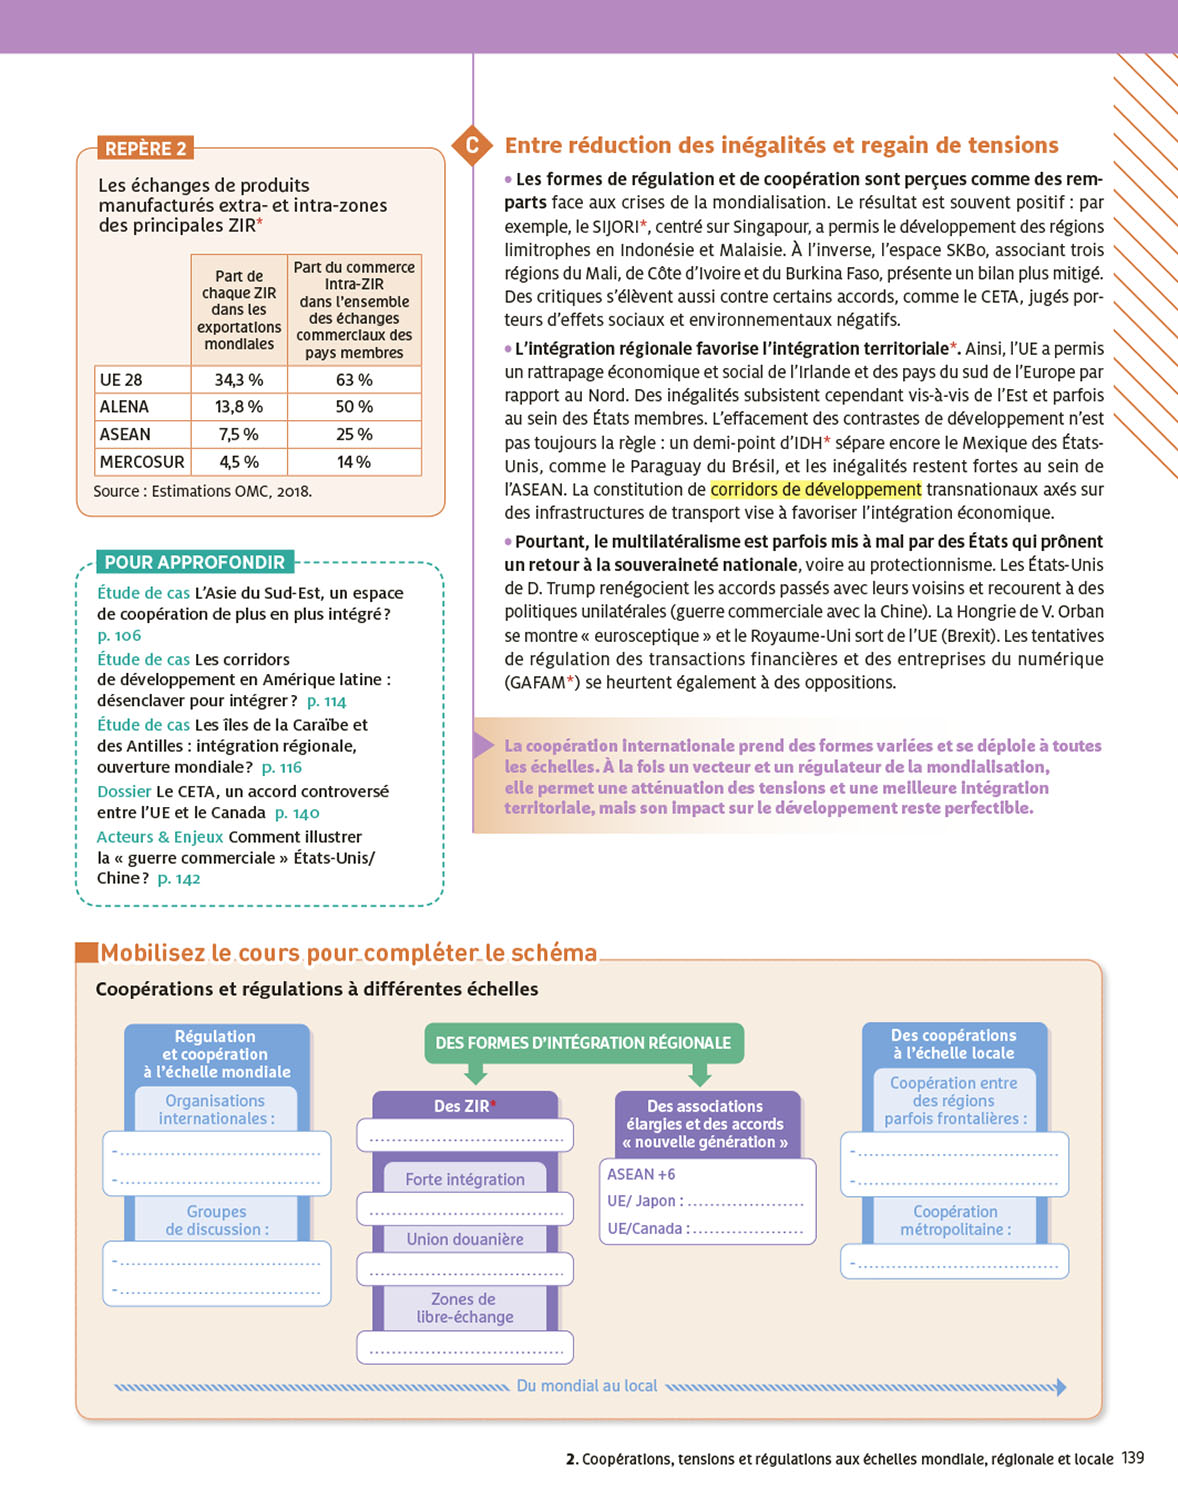 REPÈRE 2
Les échanges de produits
manufacturés extra- et intra-zones
des principales ZIR*
Part de
chaque ZIR
dans les
exportations
mondiales
Part du commerce
Intra-ZIR
dans l'ensemble
des échanges
commerciaux des
pays membres
UE 28 34,3 % 63 %
ALENA 13,8 % 50 %
ASEAN 7,5 % 25 %
MERCOSUR 4,5 % 14 %
Source : Estimations OMC, 2018.
POUR APPROFONDIR
Étude de cas L'Asie du Sud-Est, un espace
de coopération de plus en plus intégré ?
p. 106
Étude de cas Les corridors
de développement en Amérique latine :
désenclaver pour intégrer ? p. 114
Étude de cas Les îles de la Caraïbe et
des Antilles : intégration régionale,
ouverture mondiale ? p. 116
Dossier Le CETA, un accord controversé
entre l'UE et le Canada p. 140
Acteurs & Enjeux Comment illustrer
la « guerre commerciale » États-Unis/
Chine ? p. 142
C Entre réduction des inégalités et regain de tensions
• Les formes de régulation et de coopération sont perçues comme des rem-
parts face aux crises de la mondialisation. Le résultat est souvent positif : par
exemple, le SIJORI*, centré sur Singapour, a permis le développement des régions
limitrophes en Indonésie et Malaisie. À l'inverse, l'espace SKBo, associant trois
régions du Mali, de Côte d'Ivoire et du Burkina Faso, présente un bilan plus mitigé.
Des critiques s'élèvent aussi contre certains accords, comme le CETA, jugés por-
teurs d'effets sociaux et environnementaux négatifs.
• L'intégration régionale favorise l'intégration territoriale*. Ainsi, l'UE a permis
un rattrapage économique et social de l'Irlande et des pays du sud de l'Europe par
rapport au Nord. Des inégalités subsistent cependant vis-à-vis de l'Est et parfois
au sein des États membres. L'effacement des contrastes de développement n'est
pas toujours la règle : un demi-point d'IDH* sépare encore le Mexique des États-
Unis, comme le Paraguay du Brésil, et les inégalités restent fortes au sein de
l'ASEAN. La constitution de corridors de développement transnationaux axés sur
des infrastructures de transport vise à favoriser l'intégration économique.
• Pourtant, le multilatéralisme est parfois mis à mal par des États qui prônent
un retour à la souveraineté nationale, voire au protectionnisme. Les États-Unis
de D. Trump renégocient les accords passés avec leurs voisins et recourent à des
politiques unilatérales (guerre commerciale avec la Chine). La Hongrie de V. Orban
se montre « eurosceptique » et le Royaume-Uni sort de l'UE (Brexit). Les tentatives
de régulation des transactions financières et des entreprises du numérique
(GAFAM*) se heurtent également à des oppositions.
La coopération internationale prend des formes variées et se déploie à toutes
les échelles. À la fois un vecteur et un régulateur de la mondialisation,
elle permet une atténuation des tensions et une meilleure intégration
territoriale, mais son impact sur le développement reste perfectible.
Mobilisez le cours pour compléter le schéma
Coopérations et régulations à différentes échelles
Régulation
et coopération
à l'échelle mondiale
Organisations
internationales :
- ........................................
- ........................................
Groupes
de discussion :
- ........................................
- ........................................
DES FORMES D'INTÉGRATION RÉGIONALE
Des ZIR*
........................................
Forte intégration
........................................
Union douanière
........................................
Zones de
libre-échange
........................................
Des associations
élargies et des accords
« nouvelle génération »
ASEAN +6
UE/ Japon : ........................
UE/Canada : ........................
Des coopérations
à l'échelle locale
Coopération entre
des régions
parfois frontalières :
- ........................................
- ........................................
Coopération
métropolitaine :
- ........................................
Du mondial au local
2. Coopérations, tensions et régulations aux échelles mondiale, régionale et locale 139